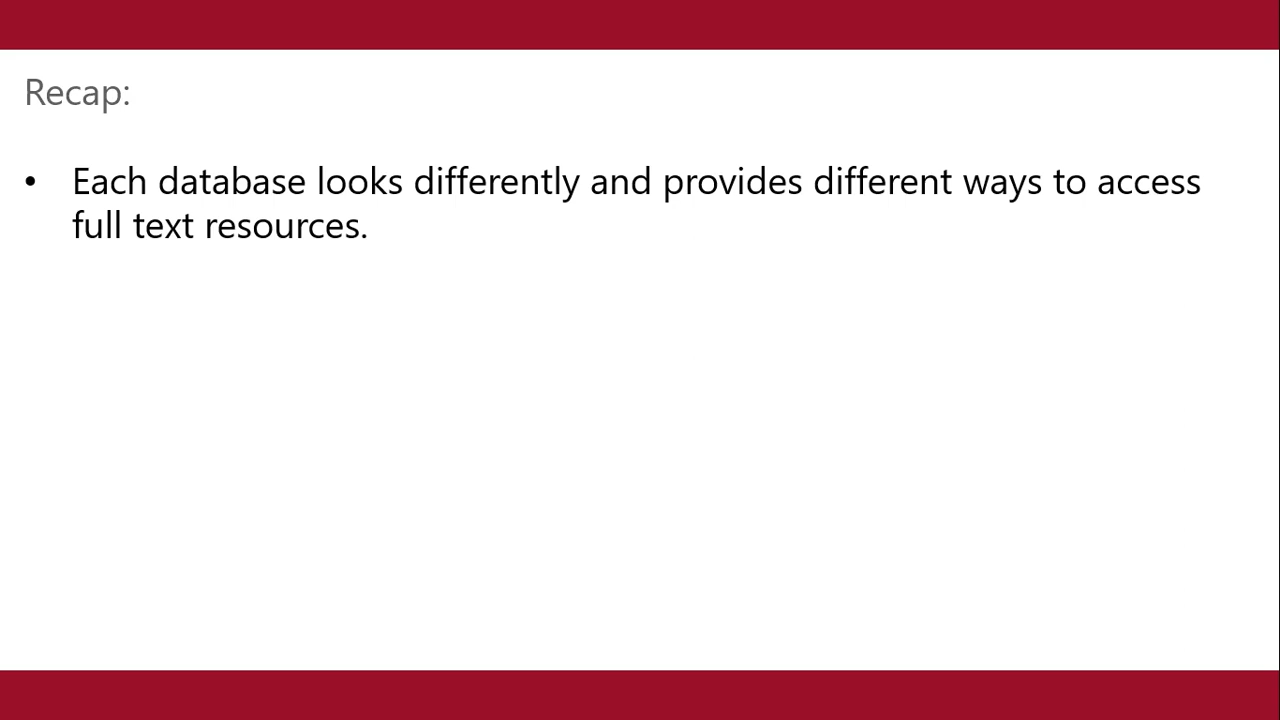 Recap:
• Each database looks differently and provides different ways to access
full text resources.